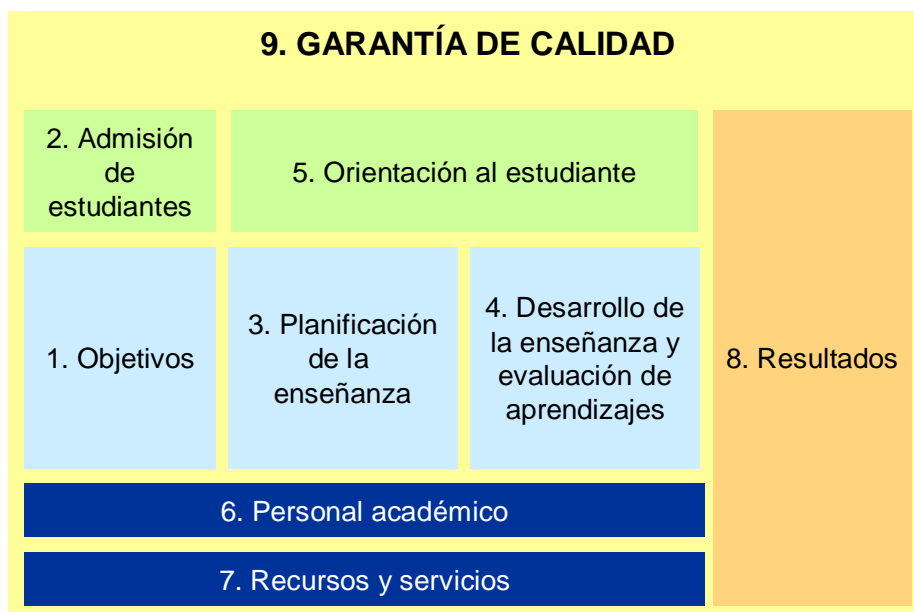 9. GARANTÍA DE CALIDAD
2. Admisión
de
estudiantes
5. Orientación al estudiante
1. Objetivos
3. Planificación
de la
enseñanza
4. Desarrollo de
la enseñanza y
evaluación de
aprendizajes
8. Resultados
6. Personal académico
7. Recursos y servicios